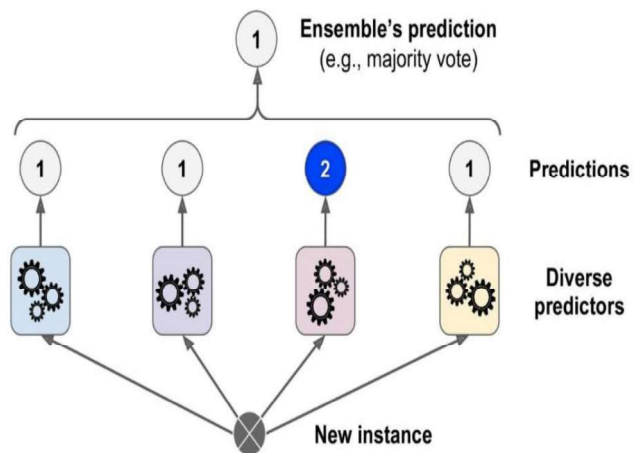 Ensemble's prediction
1
(e.g., majority vote)
1 1 2 1 Predictions
Diverse
predictors
New instance